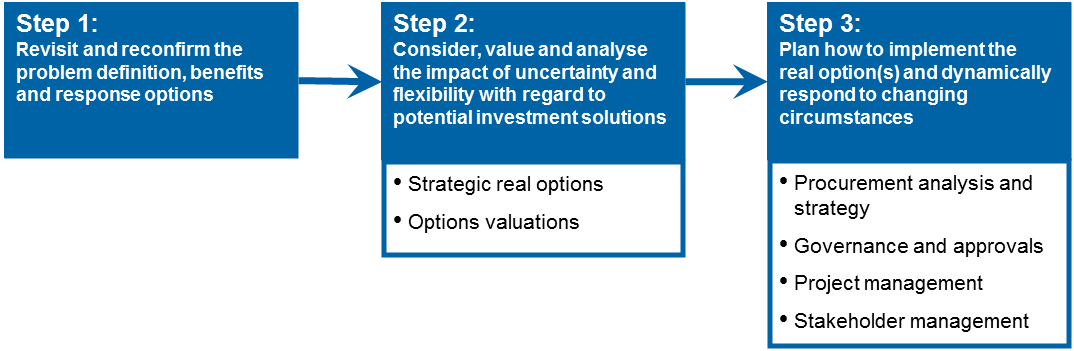 Step 1:
Revisit and reconfirm the
problem definition, benefits
and response options
Step 2:
Consider, value and analyse
the impact of uncertainty and
flexibility with regard to
potential investment solutions
• Strategic real options
• Options valuations
Step 3:
Plan how to implement the
real option(s) and dynamically
respond to changing
circumstances
• Procurement analysis and
strategy
• Governance and approvals
• Project management
• Stakeholder management